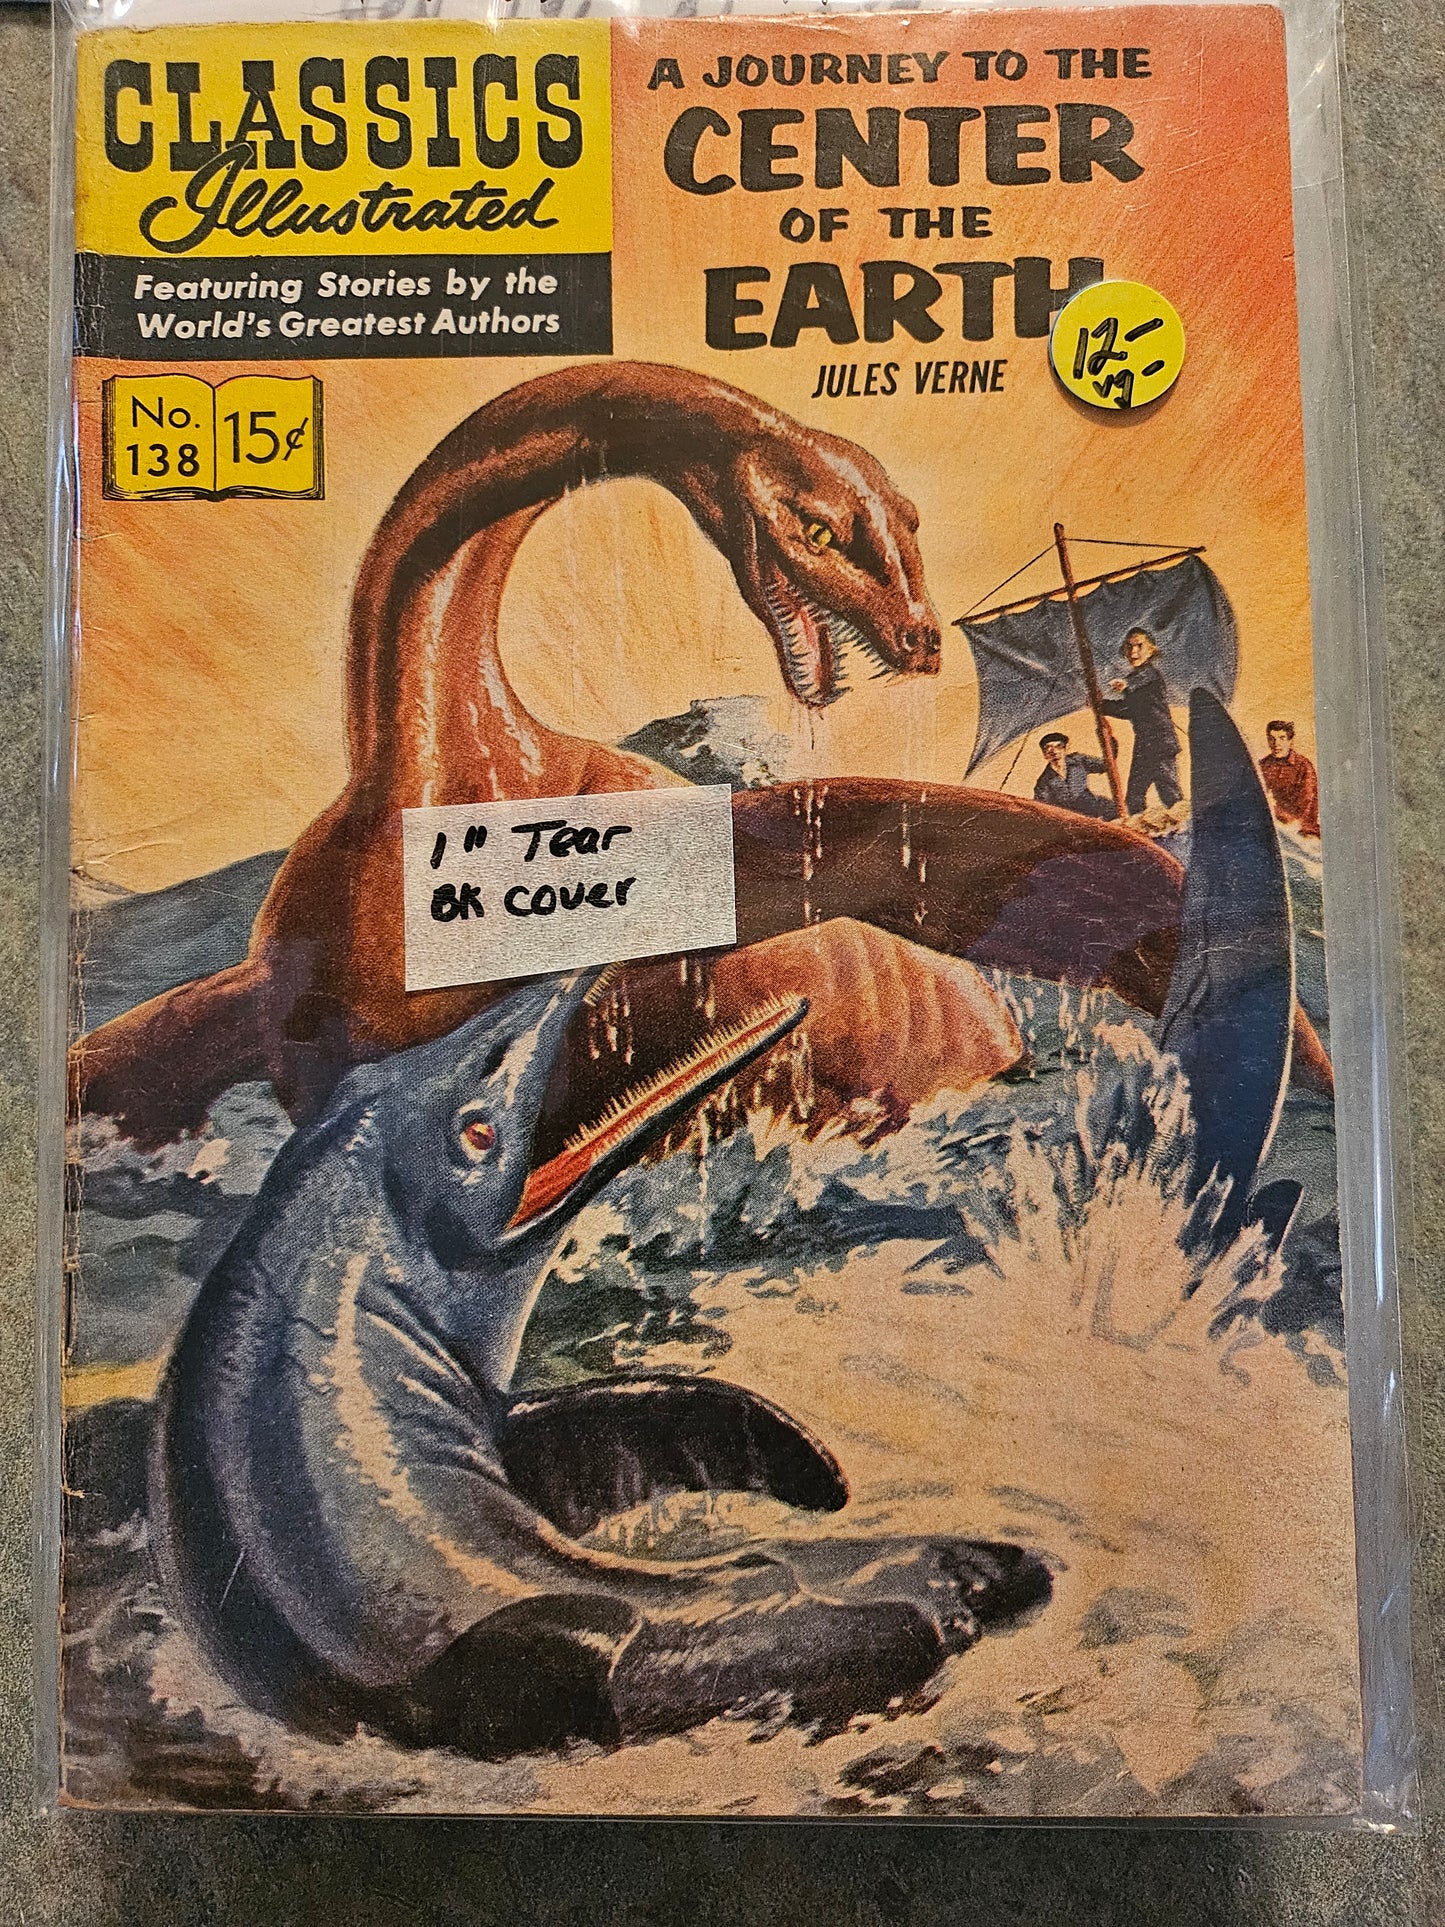 CLASSICS
Illustrated
Featuring Stories by the
World's Greatest Authors
No.
138
15¢
A JOURNEY TO THE
CENTER
OF THE
EARTH
JULES VERNE
12-
vg-
1" Tear
BK COVER